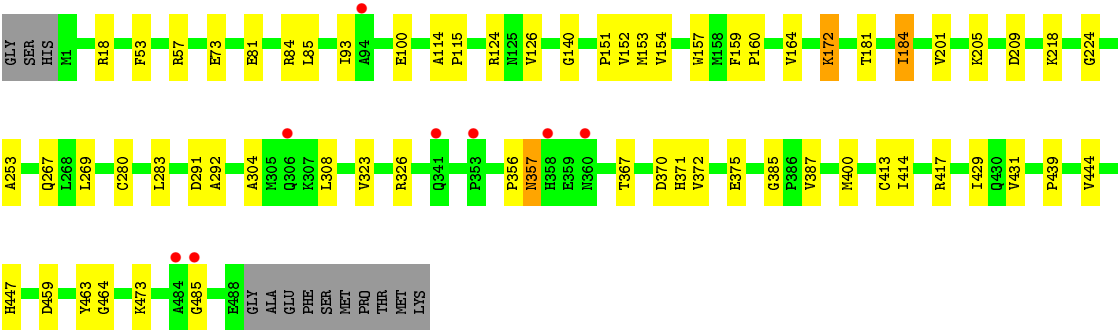 GLY SER HIS M1 R18 F53 R57 E73 E81 R84 L85 I93 A94 E100 A114 P115 R124 N125 V126 G140 P151 V152 M153 V154 W157 M158 F159 P160 V164 K172 T181 I184 V201 K205 D209 K218 G224
A253 Q267 L268 L269 C280 L283 D291 A292 A304 M305 Q306 K307 L308 V323 R326 Q341 P353 P356 N357 H358 E359 N360 T367 D370 H371 V372 E375 G385 P386 V387 M400 C413 I414 R417 I429 Q430 V431 P439 V444
H447 D459 Y463 G464 K473 A484 G485 E488 GLY ALA GLU PHE SER MET PRO THR MET LYS